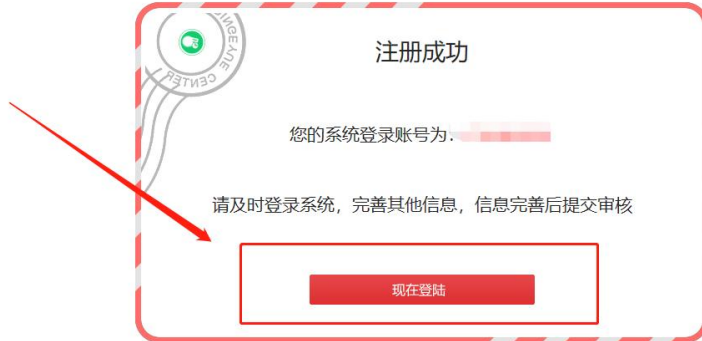 注册成功
您的系统登录账号为:
请及时登录系统，完善其他信息，信息完善后提交审核
现在登陆
CENTER